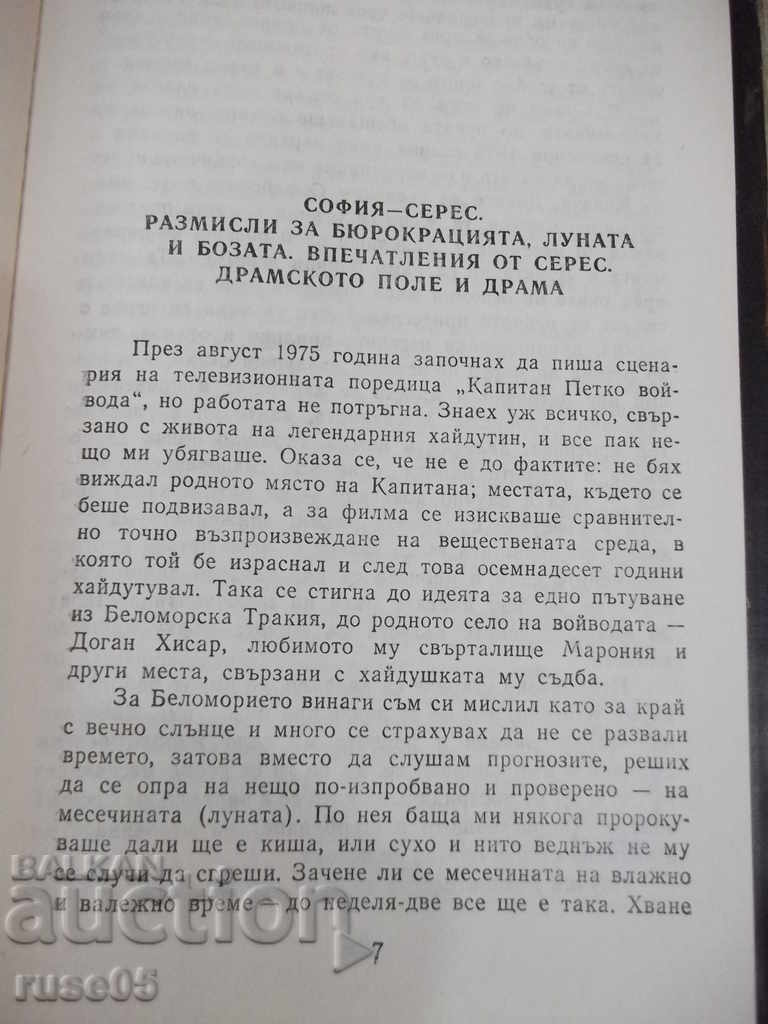 СОФИЯ—СЕРЕС.
РАЗМИСЛИ ЗА БЮРОКРАЦИЯТА, ЛУНАТА
И БОЗАТА. ВПЕЧАТЛЕНИЯ ОТ СЕРЕС.
ДРАМСКОТО ПОЛЕ И ДРАМА
През август 1975 година започнах да пиша сцена-
рия на телевизионната поредица „Капитан Петко вой-
вода“, но работата не потръгна. Знаех уж всичко, свър-
зано с живота на легендарния хайдутин, и все пак не-
що ми убягваше. Оказа се, че не е до фактите: не бях
виждал родното място на Капитана; местата, където се
беше подвизавал, а за филма се изискваше сравнител-
но точно възпроизвеждане на веществената среда, в
която той бе израснал и след това осемнадесет години
хайдутувал. Така се стигна до идеята за едно пътуване
из Беломорска Тракия, до родното село на войводата —
Доган Хисар, любимото му свърталище Марония и
други места, свързани с хайдушката му съдба.
За Беломорието винаги съм си мислил като за край
с вечно слънце и много се страхувах да не се развали
времето, затова вместо да слушам прогнозите, реших
да се опра на нещо по-изпробвано и проверено — на
месечината (луната). По нея баща ми някога пророку-
ваше дали ще е киша, или сухо и нито веднъж не му
се случи да сгреши. Зачене ли се месечината на влажно
и валежно време — до неделя-две все ще е така. Хване
7
BALKAN
auction
ruse05